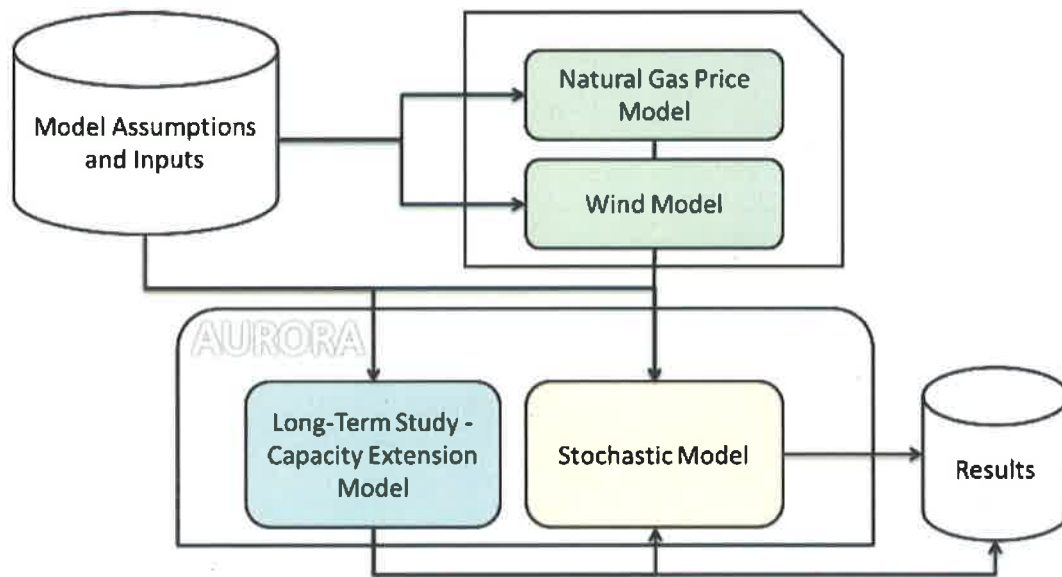 Natural Gas Price
Model
Model Assumptions
and Inputs
Wind Model
AURORA
Long-Term Study -
Capacity Extension
Model
Stochastic Model
Results